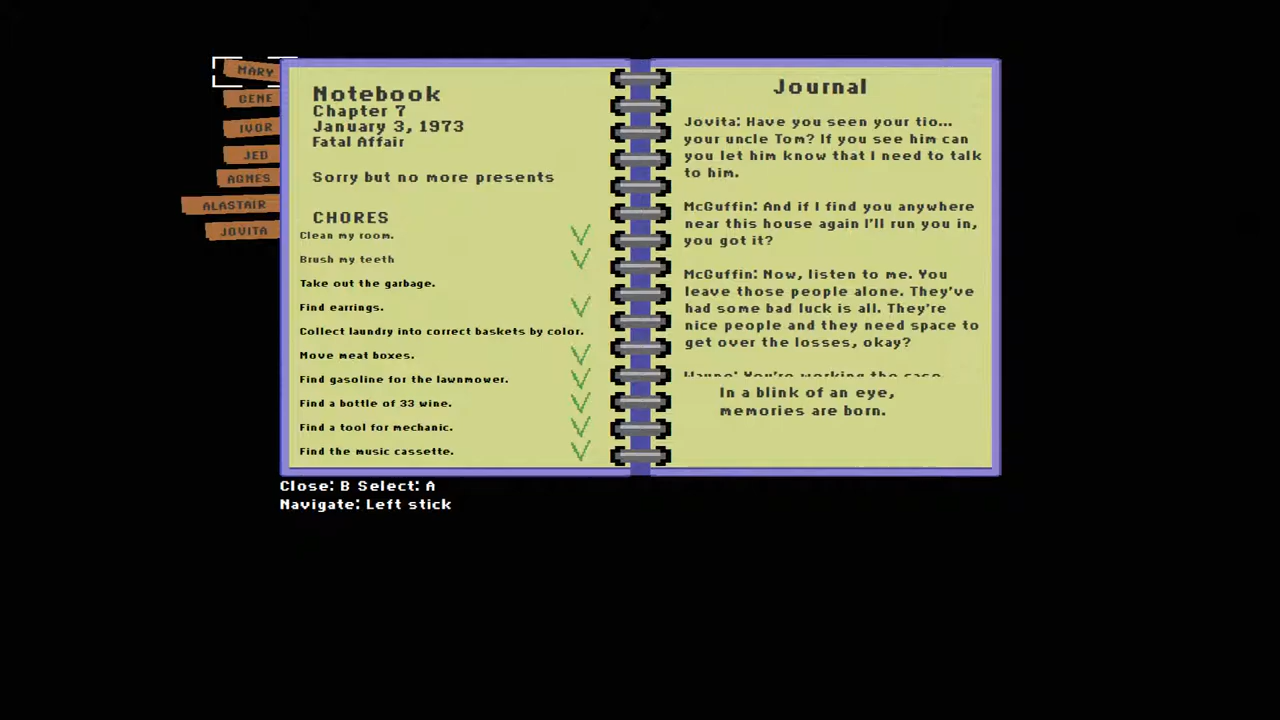 MARY
GENE
IVOR
JED
AGNES
ALASTAIR
JOVITA
Notebook
Chapter 7
January 3, 1973
Fatal Affair
Sorry but no more presents
CHORES
Clean my room.
Brush my teeth
Take out the garbage.
Find earrings.
Collect laundry into correct baskets by color.
Move meat boxes.
Find gasoline for the lawnmower.
Find a bottle of 33 wine.
Find a tool for mechanic.
Find the music cassette.
Journal
Jovita: Have you seen your tio...
your uncle Tom? If you see him can
you let him know that I need to talk
to him.
McGuffin: And if I find you anywhere
near this house again I'll run you in,
you got it?
McGuffin: Now, listen to me. You
leave those people alone. They've
had some bad luck is all. They're
nice people and they need space to
get over the losses, okay?
Wayne: You're working the case
In a blink of an eye,
memories are born.
Close: B Select: A
Navigate: Left stick